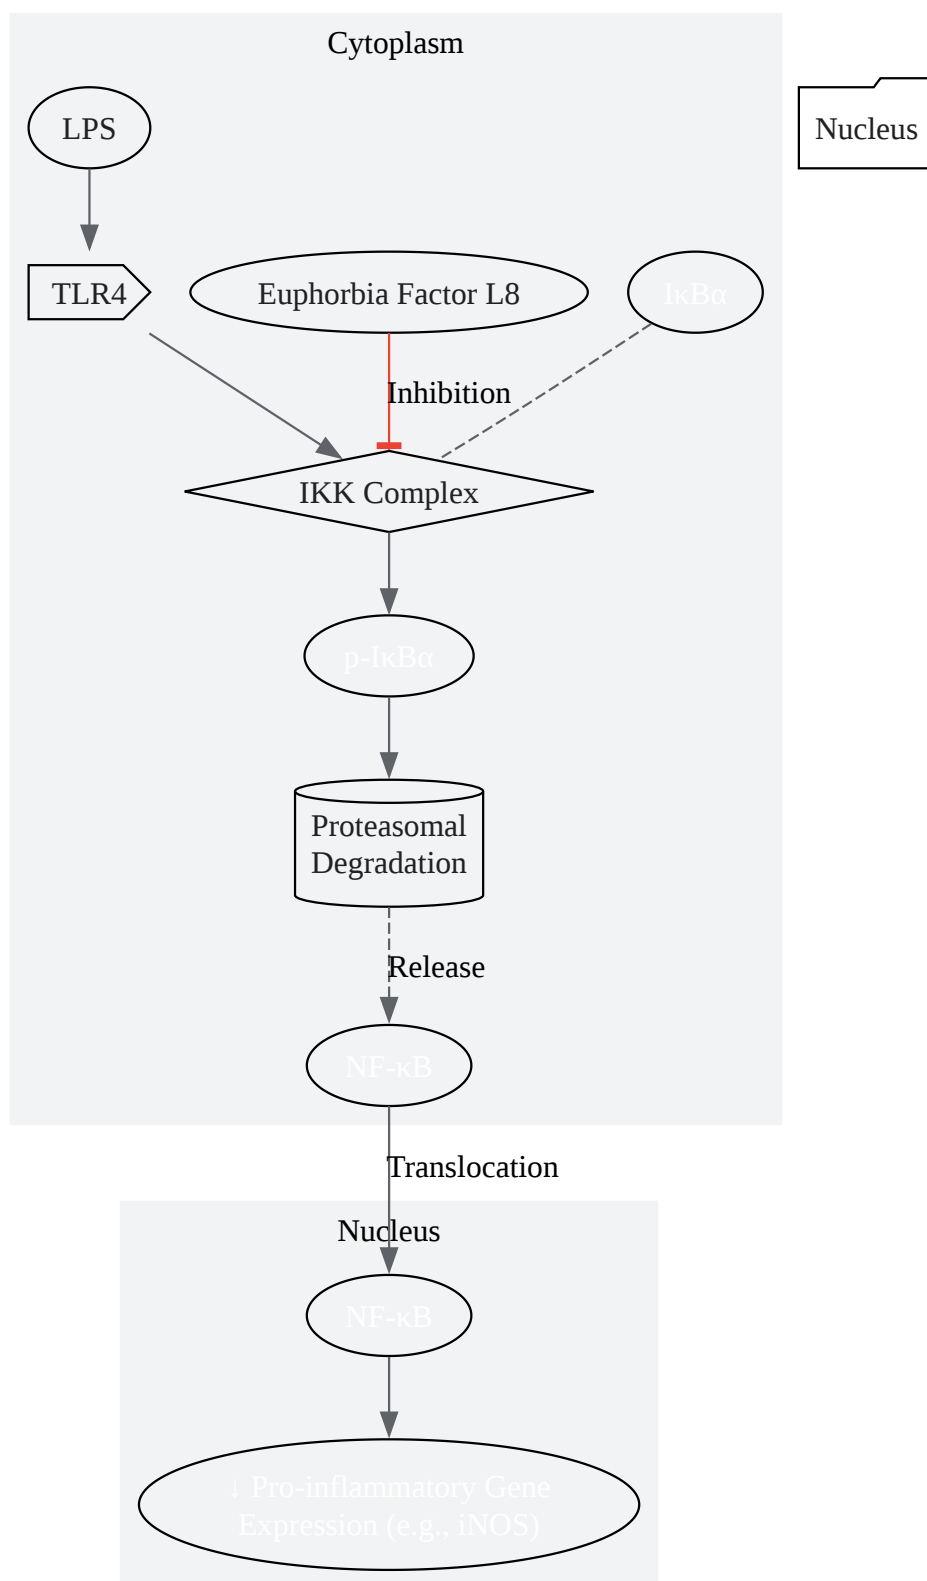 Cytoplasm
LPS
Nucleus
TLR4
Euphorbia Factor L8
IκBα
Inhibition
IKK Complex
p-IκBα
Proteasomal
Degradation
Release
NF-κB
Translocation
Nucleus
NF-κB
↓ Pro-inflammatory Gene
Expression (e.g., iNOS)